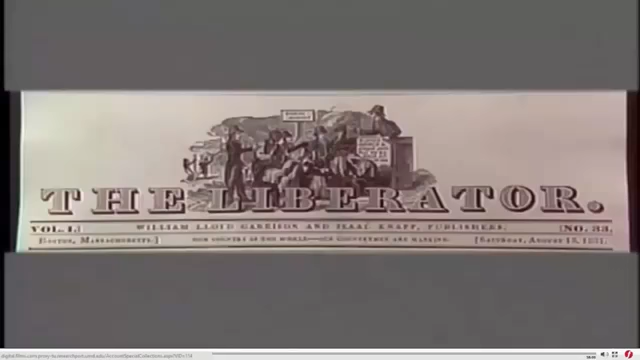 THE LIBERATOR.
VOL. I.] WILLIAM LLOYD GARRISON AND ISAAC KNAPP, PUBLISHERS. [NO. 33.
BOSTON, MASSACHUSETTS.] OUR COUNTRY IS THE WORLD—OUR COUNTRYMEN ARE MANKIND. [SATURDAY, AUGUST 13, 1831.